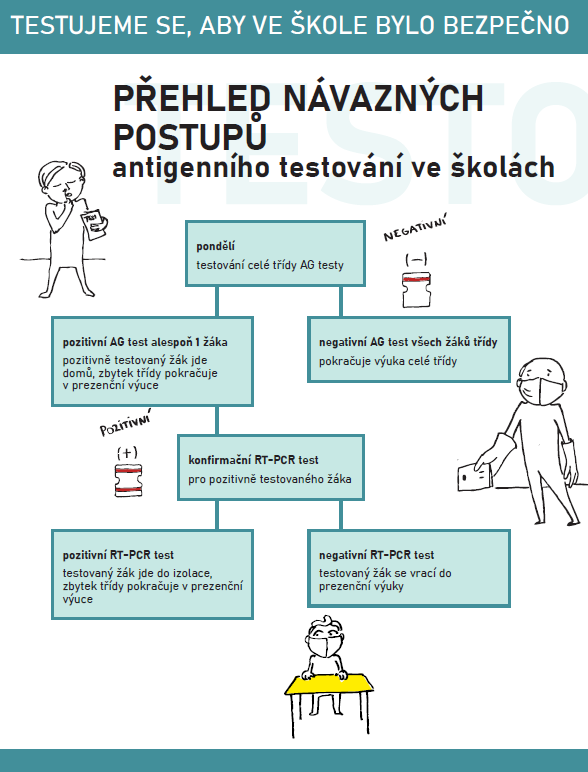 TESTUJEME SE, ABY VE ŠKOLE BYLO BEZPEČNO
TESTO
PŘEHLED NÁVAZNÝCH
POSTUPŮ
antigenního testování ve školách
NEGATIVNÍ
(-)
pondělí
testování celé třídy AG testy
pozitivní AG test alespoň 1 žáka
pozitivně testovaný žák jde
domů, zbytek třídy pokračuje
v prezenční výuce
negativní AG test všech žáků třídy
pokračuje výuka celé třídy
POZITIVNÍ
(+)
konfirmační RT-PCR test
pro pozitivně testovaného žáka
pozitivní RT-PCR test
testovaný žák jde do izolace,
zbytek třídy pokračuje v prezenční
výuce
negativní RT-PCR test
testovaný žák se vrací do
prezenční výuky